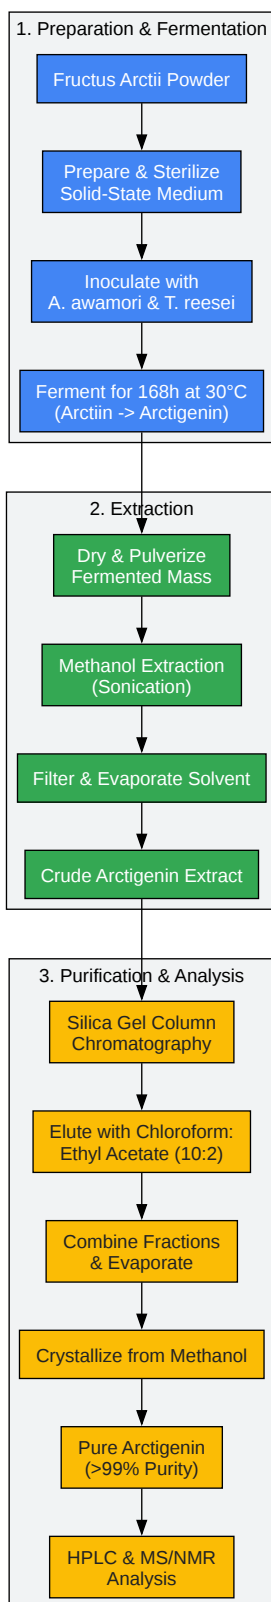 1. Preparation & Fermentation
Fructus Arctii Powder
Prepare & Sterilize
Solid-State Medium
Inoculate with
A. awamori & T. reesei
Ferment for 168h at 30°C
(Arctiin -> Arctigenin)
2. Extraction
Dry & Pulverize
Fermented Mass
Methanol Extraction
(Sonication)
Filter & Evaporate Solvent
Crude Arctigenin Extract
3. Purification & Analysis
Silica Gel Column
Chromatography
Elute with Chloroform:
Ethyl Acetate (10:2)
Combine Fractions
& Evaporate
Crystallize from Methanol
Pure Arctigenin
(>99% Purity)
HPLC & MS/NMR
Analysis